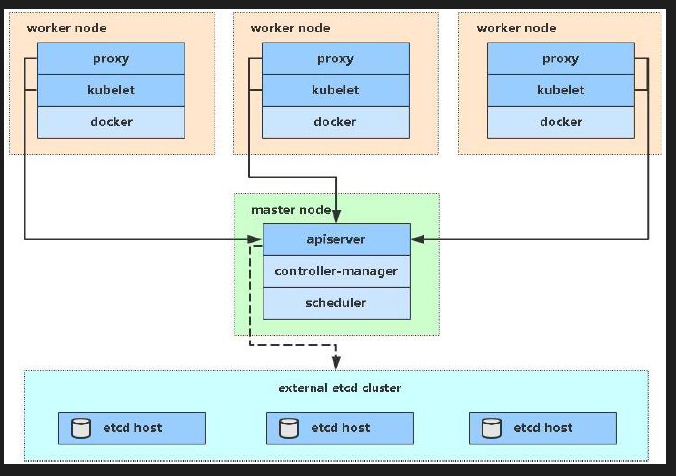 worker node
proxy
kubelet
docker
worker node
proxy
kubelet
docker
worker node
proxy
kubelet
docker
master node
apiserver
controller-manager
scheduler
external etcd cluster
etcd host
etcd host
etcd host